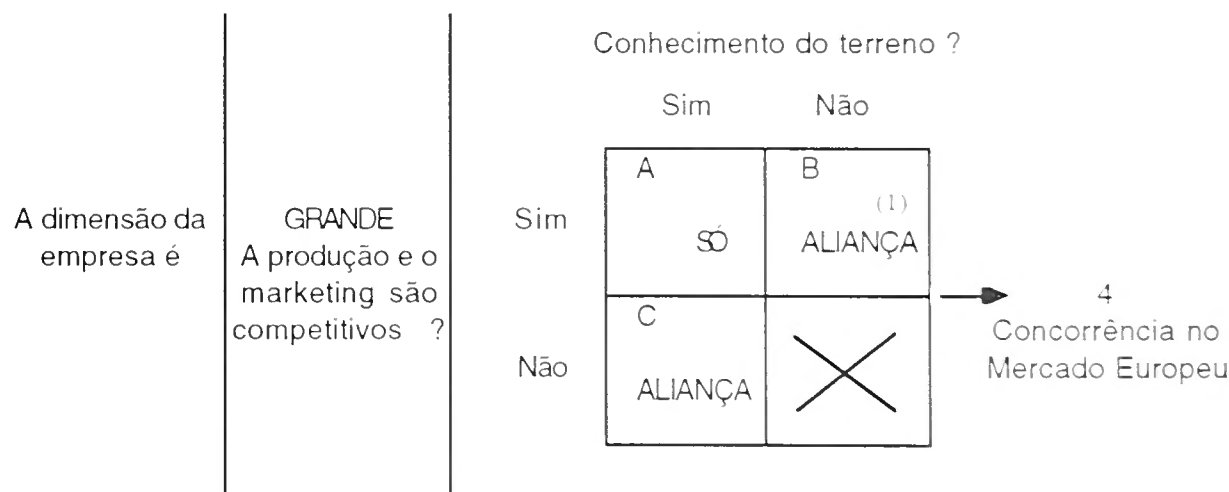 Conhecimento do terreno ?
Sim Não
A dimensão da
empresa é
GRANDE
A produção e o
marketing são
competitivos ?
Sim
A
SÓ
B
(1)
ALIANÇA
Não
C
ALIANÇA
4
Concorrência no
Mercado Europeu